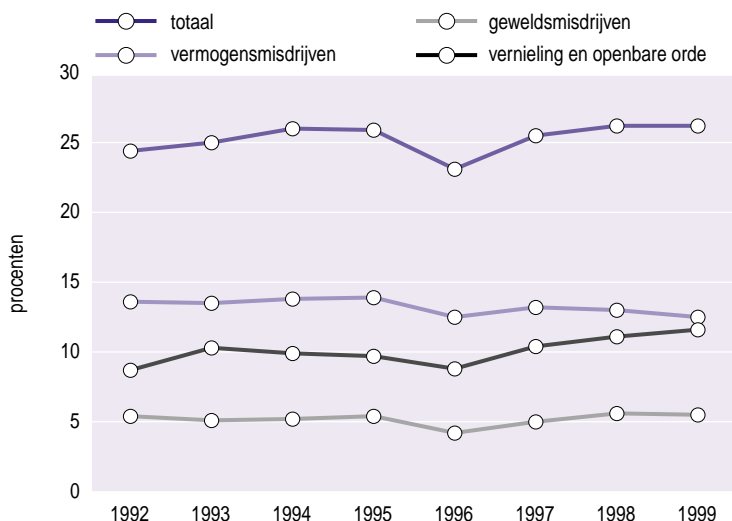 totaal geweldsmisdrijven
vermogensmisdrijven vernieling en openbare orde
30
25
20
15
10
5
0
procenten
1992 1993 1994 1995 1996 1997 1998 1999